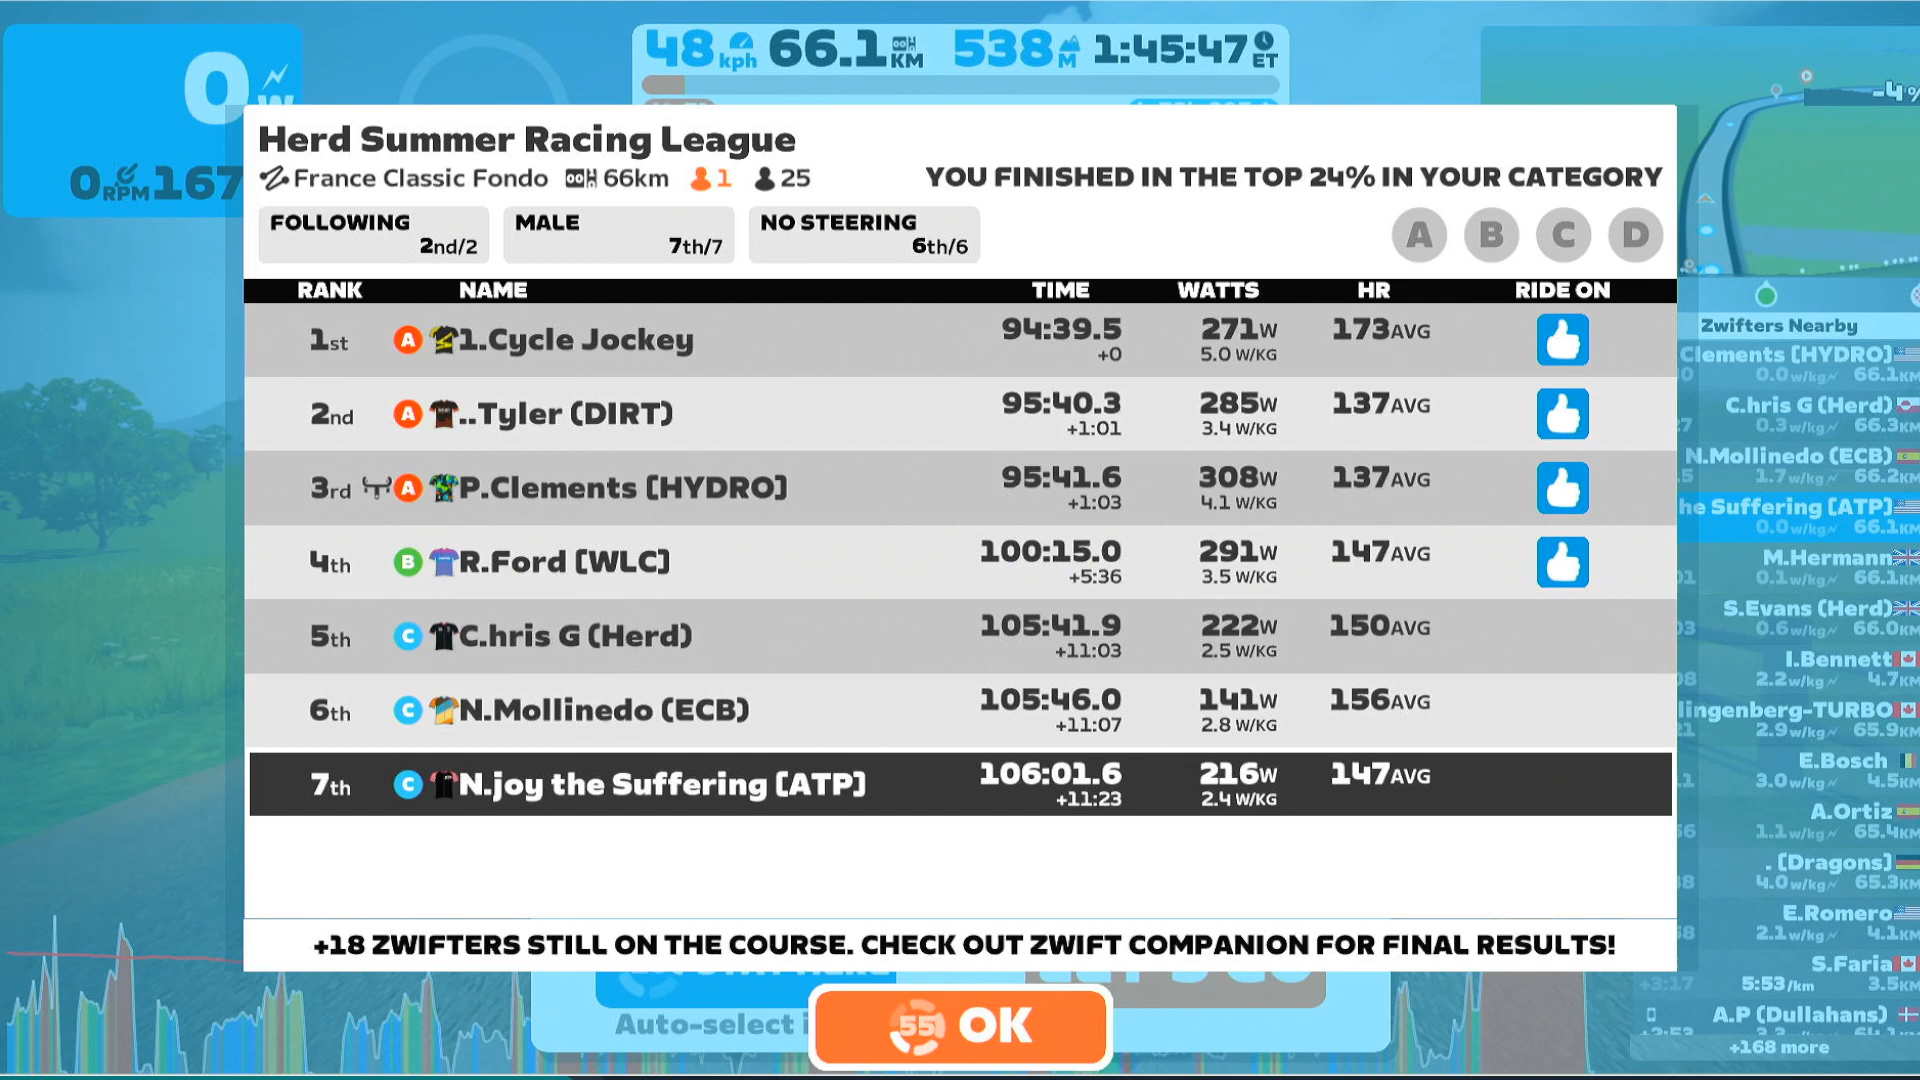 0w
0RPM 167
48kph 66.1KM 538M 1:45:47 ET
-4%
Herd Summer Racing League
France Classic Fondo 66km 1 25
YOU FINISHED IN THE TOP 24% IN YOUR CATEGORY
FOLLOWING
2nd/2
MALE
7th/7
NO STEERING
6th/6
A B C D
RANK NAME TIME WATTS HR RIDE ON
1st A 1.Cycle Jockey 94:39.5 271W 173AVG
+0 5.0 W/KG
2nd A ..Tyler (DIRT) 95:40.3 285W 137AVG
+1:01 3.4 W/KG
3rd A P.Clements [HYDRO] 95:41.6 308W 137AVG
+1:03 4.1 W/KG
4th B R.Ford [WLC] 100:15.0 291W 147AVG
+5:36 3.5 W/KG
5th C C.hris G (Herd) 105:41.9 222W 150AVG
+11:03 2.5 W/KG
6th C N.Mollinedo (ECB) 105:46.0 141W 156AVG
+11:07 2.8 W/KG
7th C N.joy the Suffering [ATP] 106:01.6 216W 147AVG
+11:23 2.4 W/KG
+18 ZWIFTERS STILL ON THE COURSE. CHECK OUT ZWIFT COMPANION FOR FINAL RESULTS!
Auto-select
55 OK
Zwifters Nearby
Clements [HYDRO]
0.0w/kg 66.1KM
C.hris G (Herd)
0.3w/kg 66.3KM
N.Mollinedo (ECB)
1.7w/kg 66.2KM
he Suffering [ATP]
0.0w/kg 66.1KM
M.Hermann
0.1w/kg 66.1KM
S.Evans (Herd)
0.6w/kg 66.0KM
I.Bennett
2.2w/kg 4.7KM
lingenberg-TURBO
2.9w/kg 65.9KM
E.Bosch
3.0w/kg 4.5KM
A.Ortiz
1.1w/kg 65.4KM
. [Dragons]
4.0w/kg 65.3KM
E.Romero
2.1w/kg 4.1KM
S.Faria
+3:17 5:53/km 3.5KM
A.P (Dullahans)
+168 more